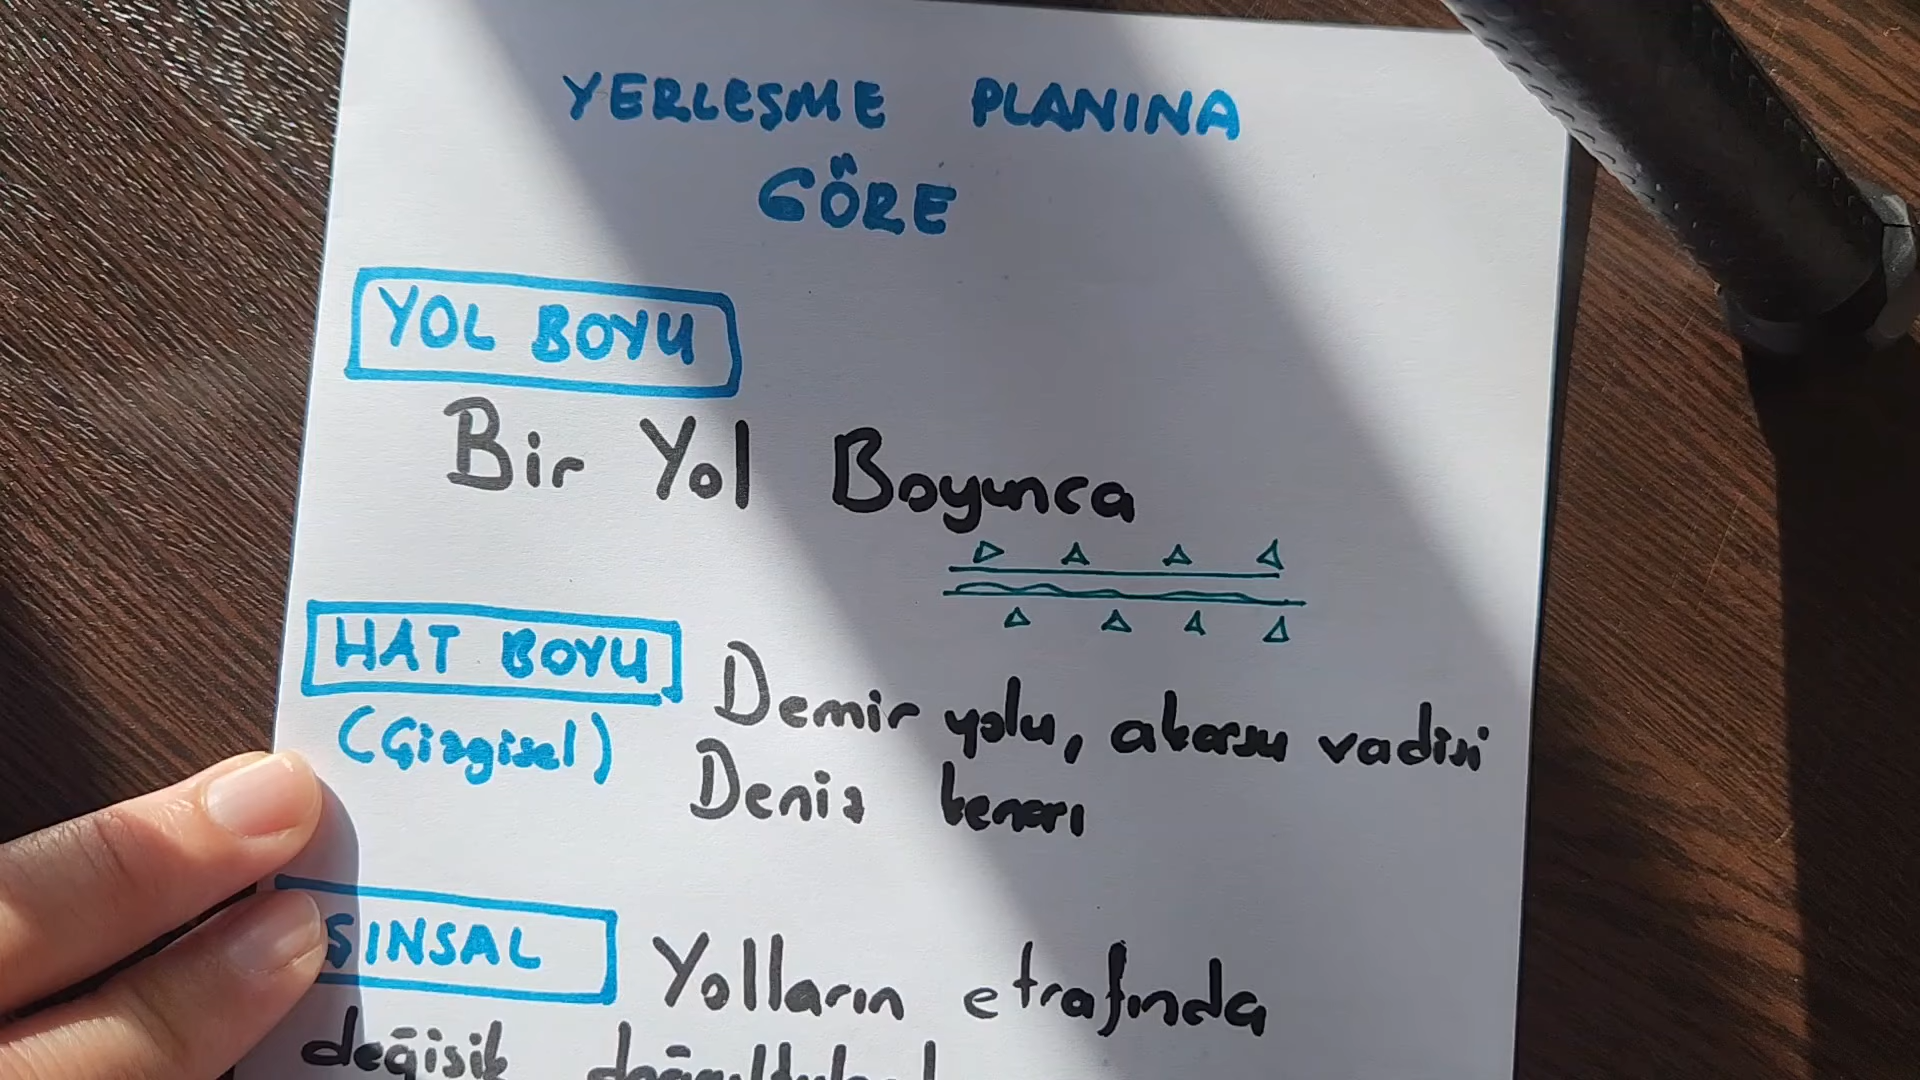 YERLEŞME PLANINA
GÖRE
YOL BOYU
Bir Yol Boyunca
HAT BOYU
(Çizgisel)
Demir yolu, akarsu vadisi
Deniz kenarı
IŞINSAL
Yolların etrafında
değişik